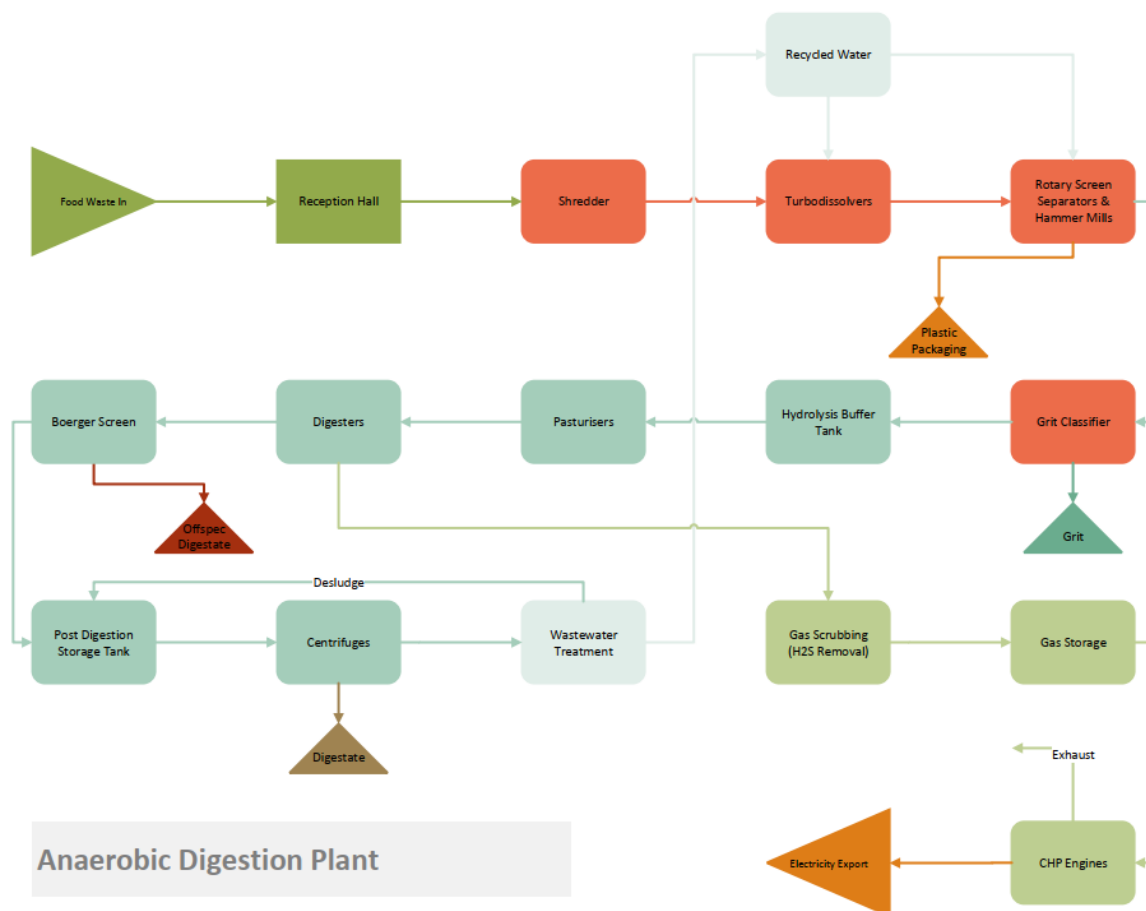 Recycled Water
Food Waste In
Reception Hall
Shredder
Turbodissolvers
Rotary Screen
Separators &
Hammer Mills
Plastic
Packaging
Boerger Screen
Digesters
Pasturisers
Hydrolysis Buffer
Tank
Grit Classifier
Offspec
Digestate
Grit
Desludge
Post Digestion
Storage Tank
Centrifuges
Wastewater
Treatment
Gas Scrubbing
(H2S Removal)
Gas Storage
Digestate
Exhaust
Anaerobic Digestion Plant
Electricity Export
CHP Engines